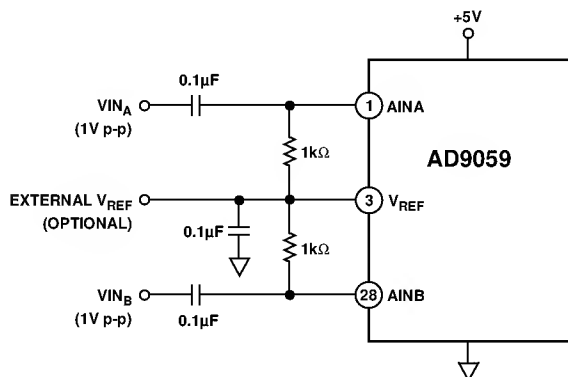 +5V
0.1µF
VINA
(1V p-p)
1
AINA
1kΩ
AD9059
EXTERNAL VREF
(OPTIONAL)
3
VREF
0.1µF
1kΩ
VINB
(1V p-p)
0.1µF
28
AINB